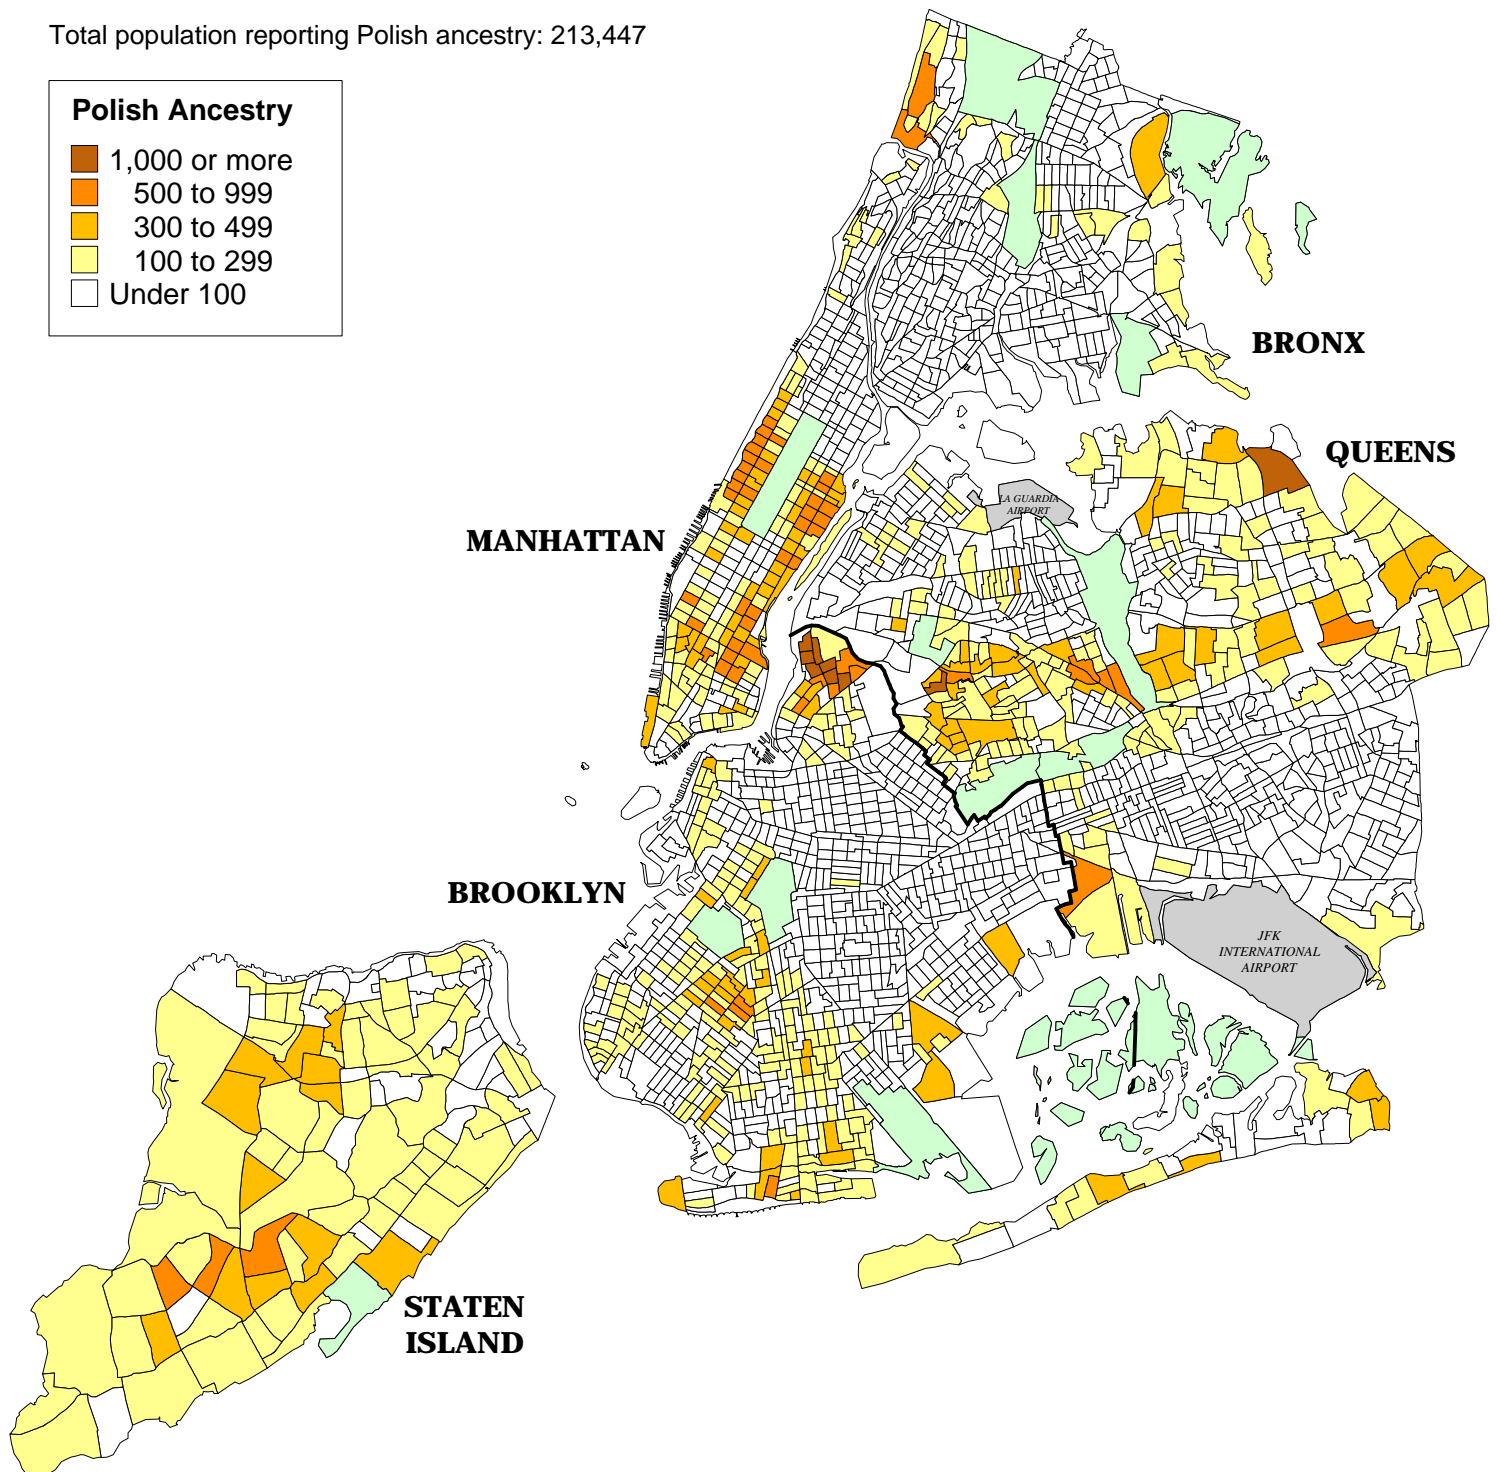 Total population reporting Polish ancestry: 213,447
Polish Ancestry
1,000 or more
500 to 999
300 to 499
100 to 299
Under 100
BRONX
QUEENS
LA GUARDIA
AIRPORT
MANHATTAN
BROOKLYN
JFK
INTERNATIONAL
AIRPORT
STATEN
ISLAND